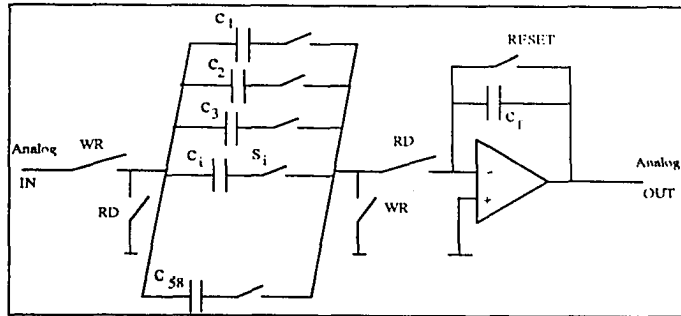 C1
C2
C3
Ci Si
C58
Analog
IN
WR
RD
RD
WR
RESET
Cf
-
+
Analog
OUT